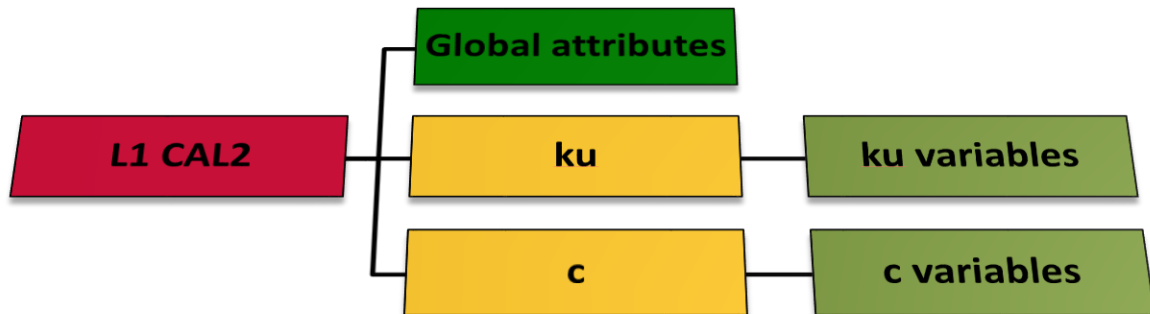 Global attributes
L1 CAL2
ku
ku variables
c
c variables